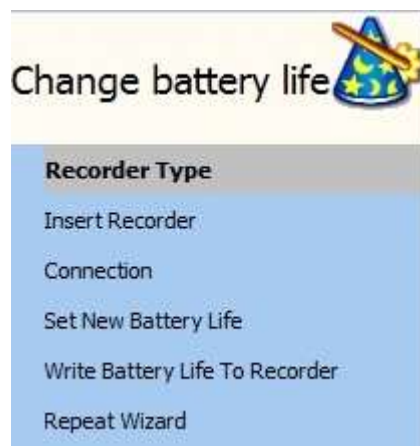 Change battery life
Recorder Type
Insert Recorder
Connection
Set New Battery Life
Write Battery Life To Recorder
Repeat Wizard